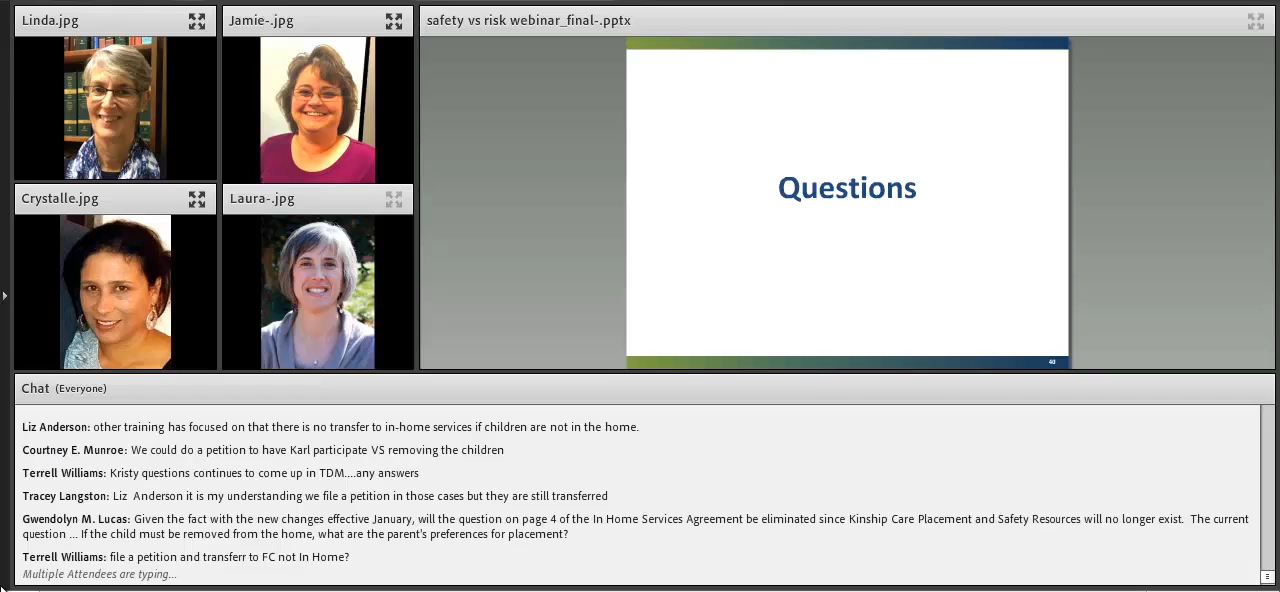 Linda.jpg
Jamie-.jpg
safety vs risk webinar_final-.pptx
Crystalle.jpg
Laura-.jpg
Questions
40
Chat (Everyone)
Liz Anderson: other training has focused on that there is no transfer to in-home services if children are not in the home.
Courtney E. Munroe: We could do a petition to have Karl participate VS removing the children
Terrell Williams: Kristy questions continues to come up in TDM....any answers
Tracey Langston: Liz  Anderson it is my understanding we file a petition in those cases but they are still transferred
Gwendolyn M. Lucas: Given the fact with the new changes effective January, will the question on page 4 of the In Home Services Agreement be eliminated since Kinship Care Placement and Safety Resources will no longer exist.  The current
question ... If the child must be removed from the home, what are the parent's preferences for placement?
Terrell Williams: file a petition and transferr to FC not In Home?
Multiple Attendees are typing...